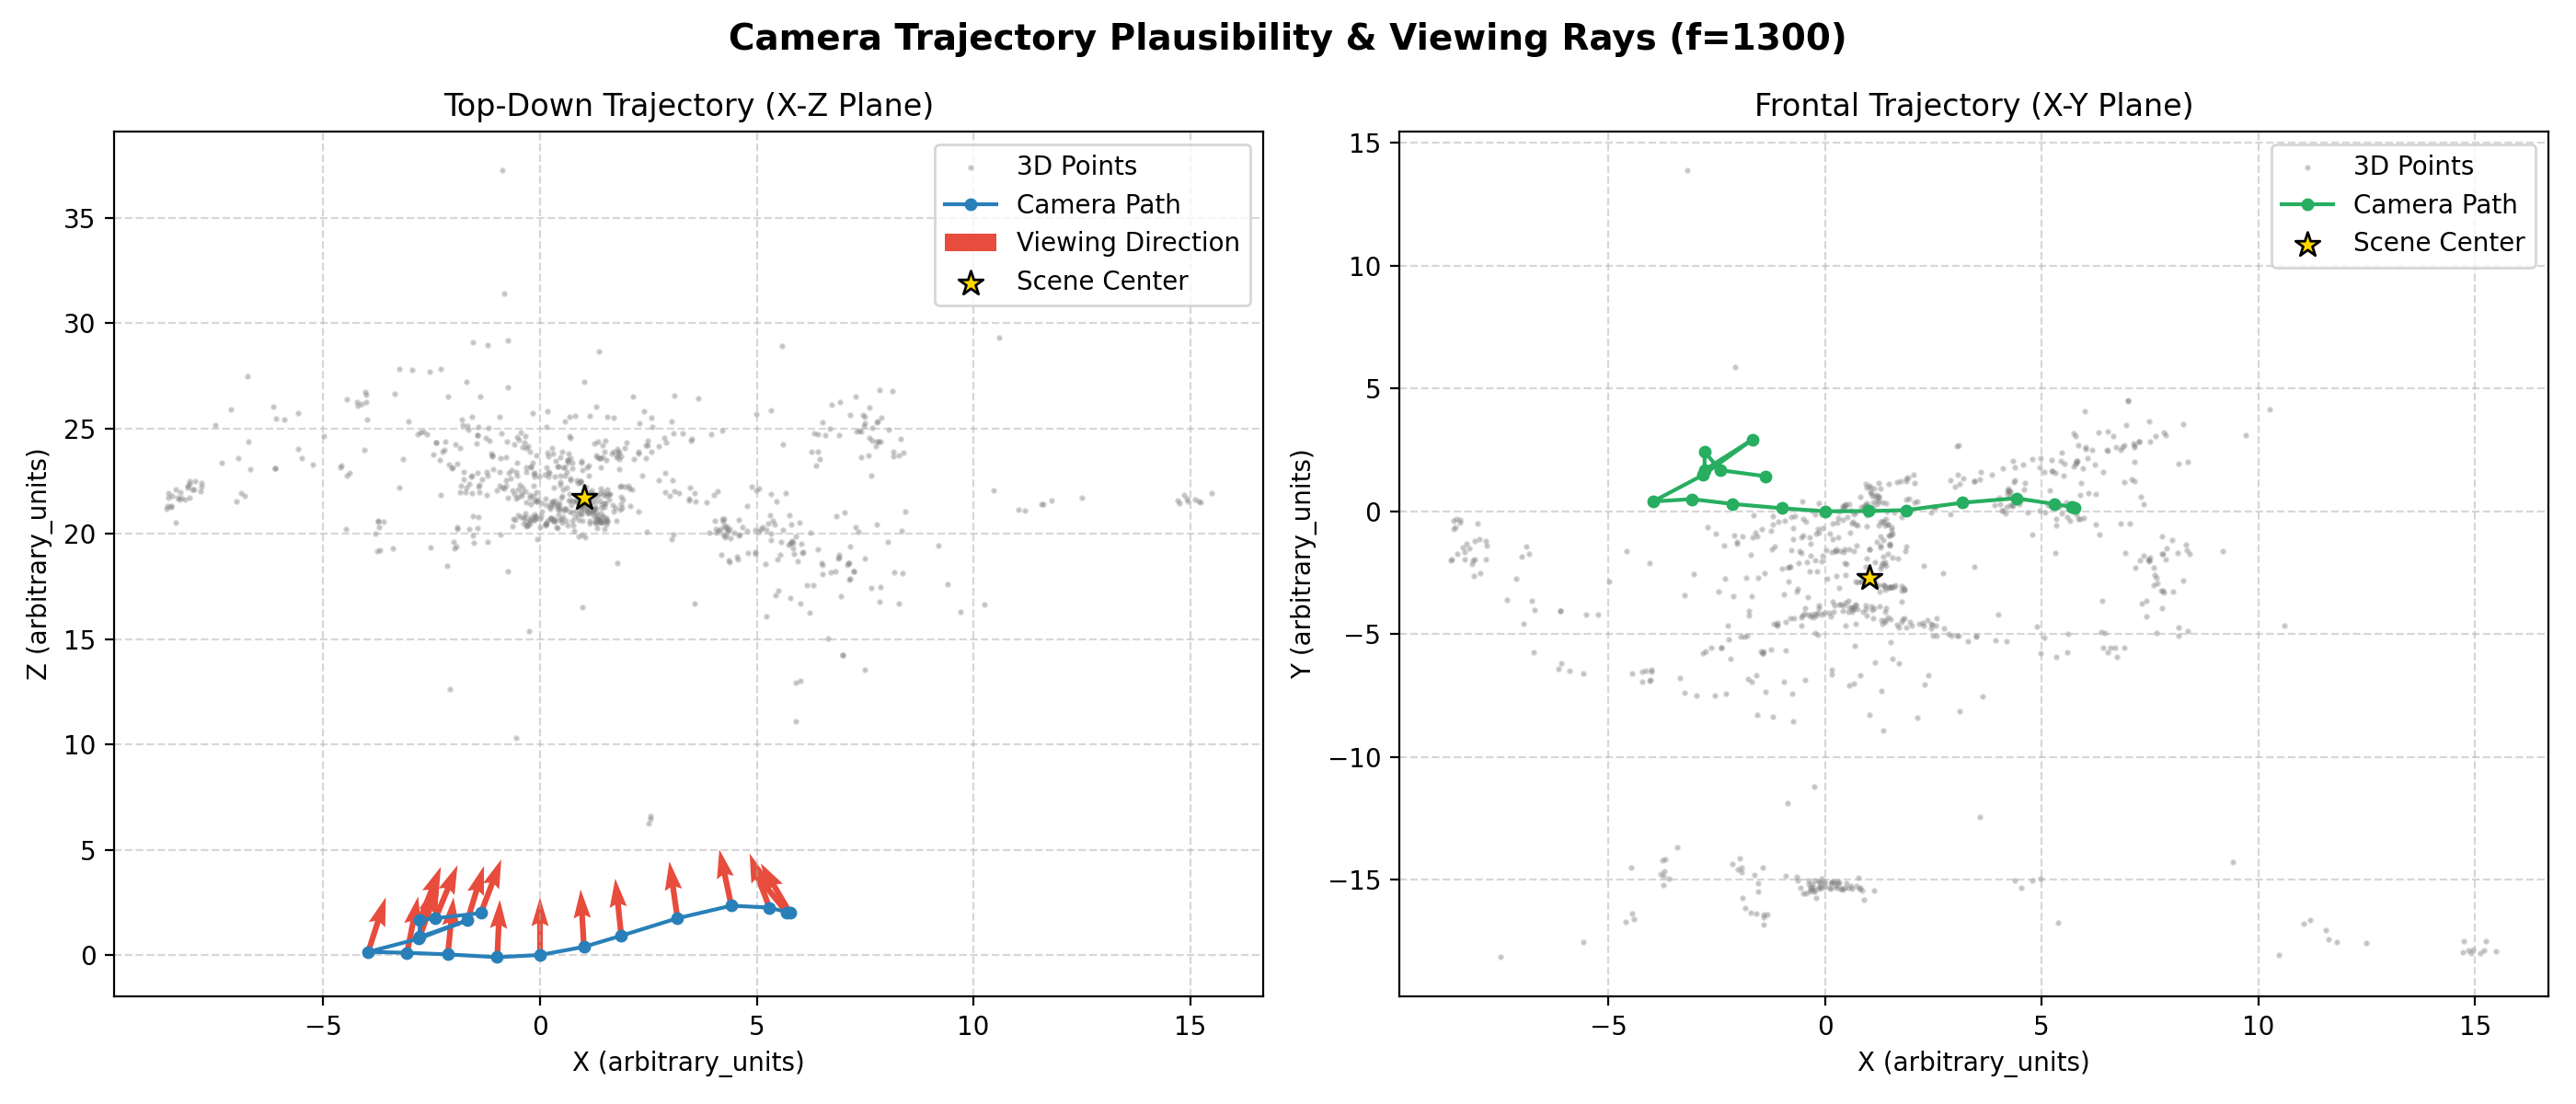 Camera Trajectory Plausibility & Viewing Rays (f=1300)
Top-Down Trajectory (X-Z Plane)
3D Points
Camera Path
Viewing Direction
Scene Center
35
30
25
20
15
10
5
0
Z (arbitrary_units)
−5
0
5
10
15
X (arbitrary_units)
Frontal Trajectory (X-Y Plane)
3D Points
Camera Path
Scene Center
15
10
5
0
−5
−10
−15
Y (arbitrary_units)
−5
0
5
10
15
X (arbitrary_units)